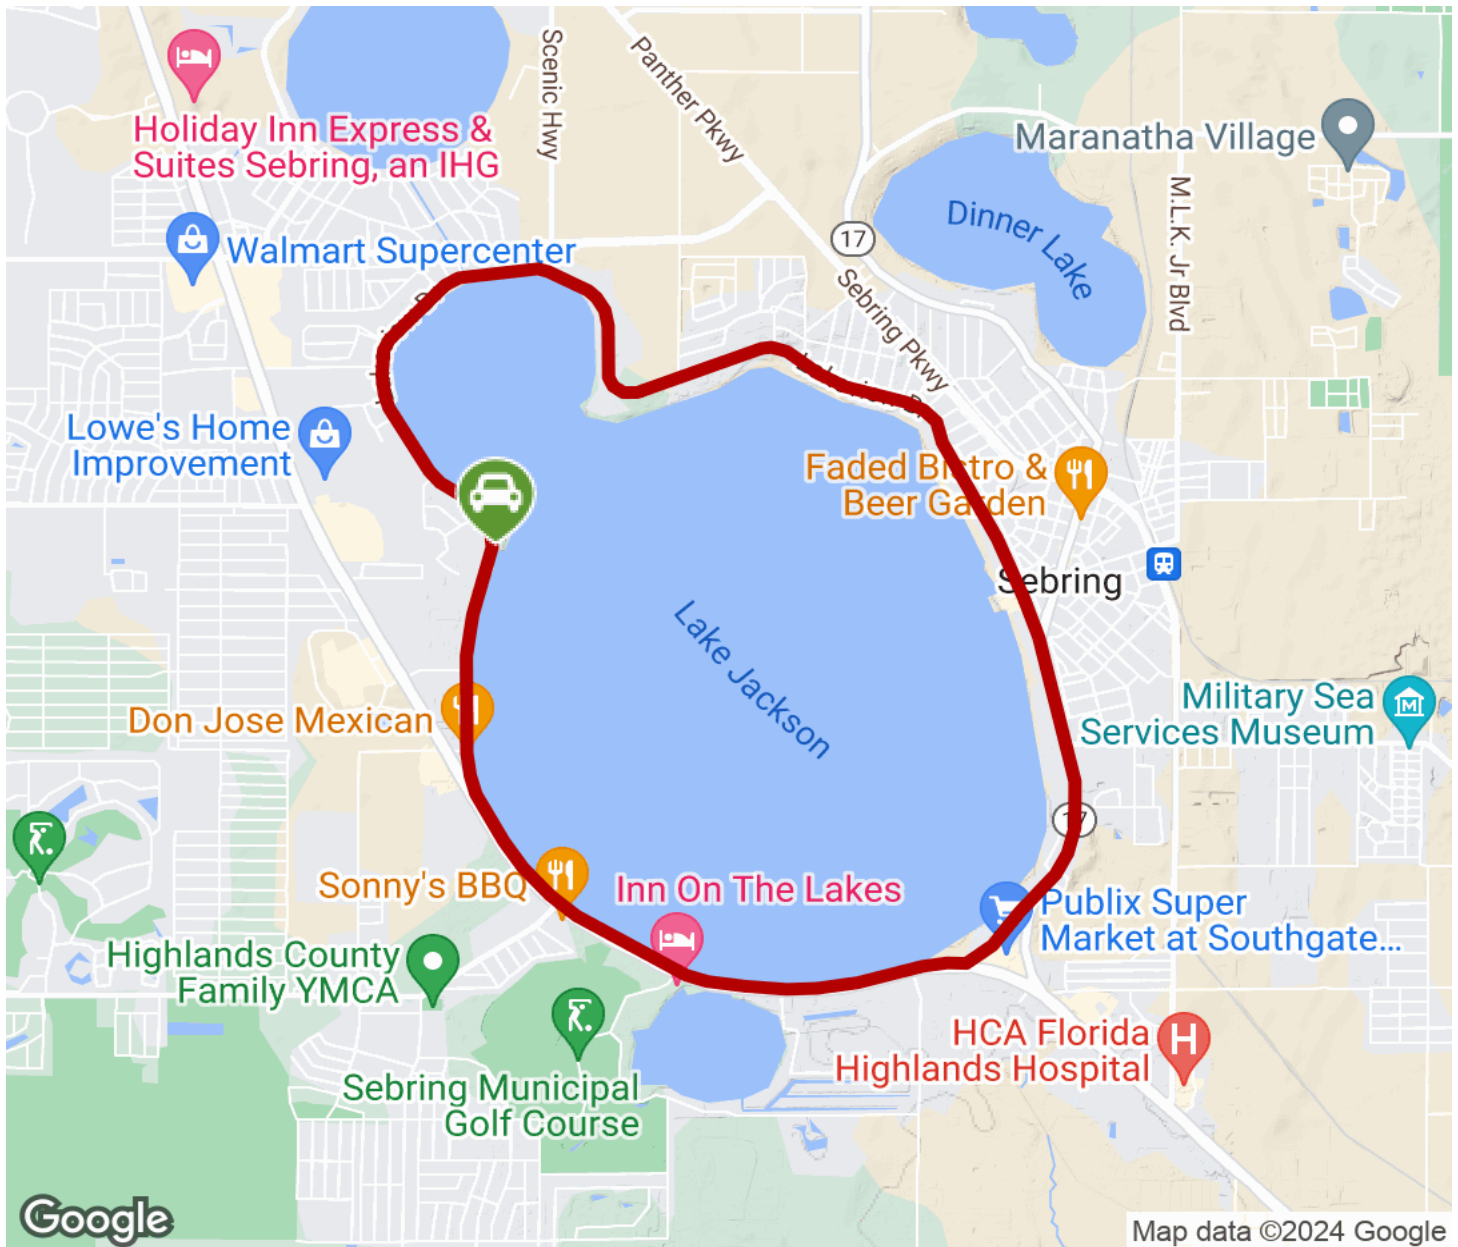 Scenic Hwy
Panther Pkwy
Holiday Inn Express &
Suites Sebring, an IHG
Maranatha Village
M.L.K. Jr Blvd
Dinner Lake
17
Walmart Supercenter
Sebring Pkwy
Lowe's Home
Improvement
Faded Bistro &
Beer Garden
Sebring
Lake Jackson
Don Jose Mexican
Military Sea
Services Museum
17
Sonny's BBQ
Inn On The Lakes
Publix Super
Market at Southgate...
Highlands County
Family YMCA
HCA Florida
Highlands Hospital
H
Sebring Municipal
Golf Course
Google
Map data ©2024 Google